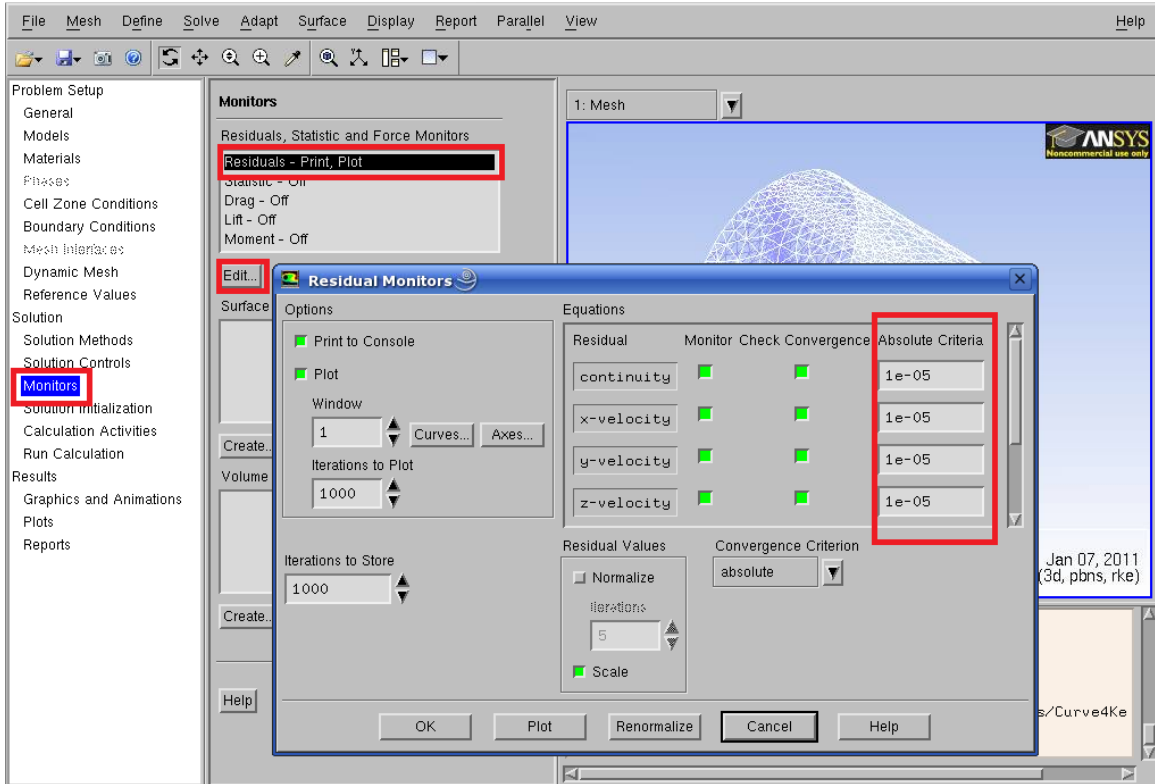 File Mesh Define Solve Adapt Surface Display Report Parallel View Help
Problem Setup
General
Models
Materials
Phases
Cell Zone Conditions
Boundary Conditions
Mesh Interfaces
Dynamic Mesh
Reference Values
Solution
Solution Methods
Solution Controls
Monitors
Solution Initialization
Calculation Activities
Run Calculation
Results
Graphics and Animations
Plots
Reports
Monitors
Residuals, Statistic and Force Monitors
Residuals - Print, Plot
Statistic - Off
Drag - Off
Lift - Off
Moment - Off
Edit...
Surface
Create..
Volume
Create..
Help
1: Mesh
ANSYS
Noncommercial use only
Residual Monitors
Options
Print to Console
Plot
Window
1 Curves... Axes...
Iterations to Plot
1000
Iterations to Store
1000
Equations
Residual Monitor Check Convergence Absolute Criteria
continuity 1e-05
x-velocity 1e-05
y-velocity 1e-05
z-velocity 1e-05
Residual Values
Normalize
Iterations
5
Scale
Convergence Criterion
absolute
OK Plot Renormalize Cancel Help
Jan 07, 2011
(3d, pbns, rke)
s/Curve4Ke